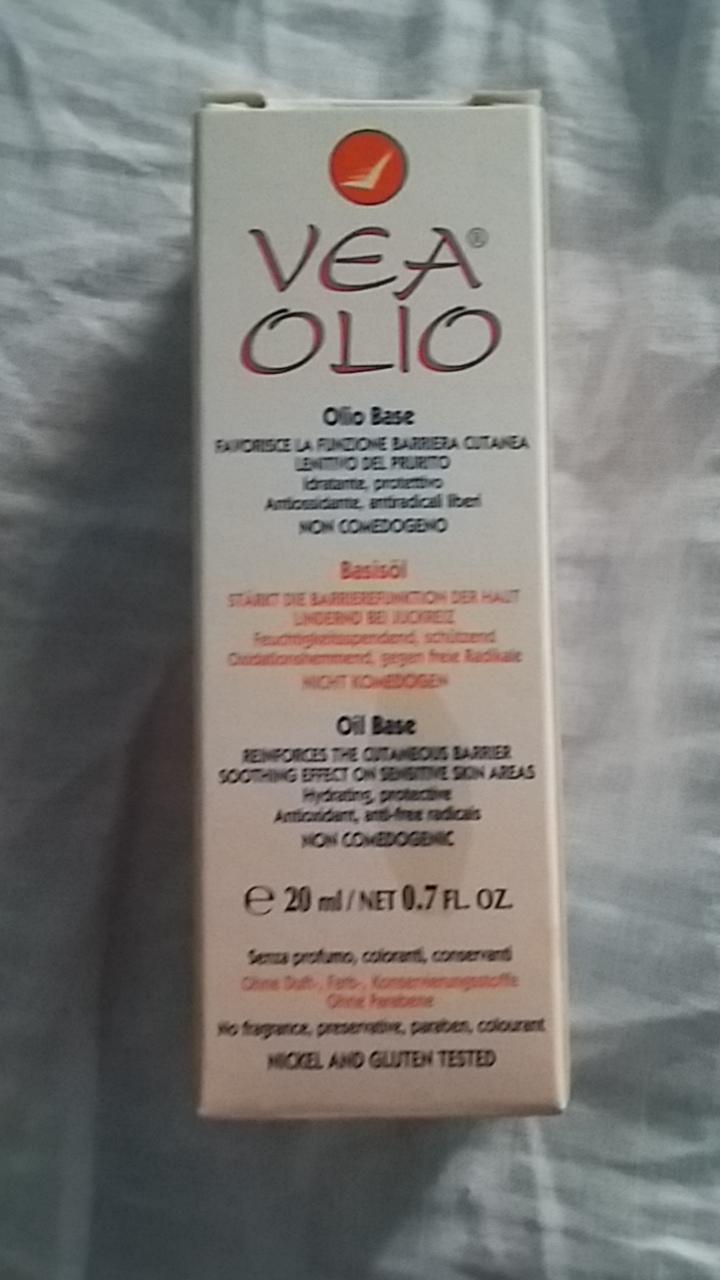 VEA®
OLIO
Olio Base
FAVORISCE LA FUNZIONE BARRIERA CUTANEA
LENITIVO DEL PRURITO
Idratante, protettivo
Antiossidante, antiradicali liberi
NON COMEDOGENO
Basisöl
STÄRKT DIE BARRIEREFUNKTION DER HAUT
LINDERND BEI JUCKREIZ
Feuchtigkeitsspendend, schützend
Oxidationshemmend, gegen freie Radikale
NICHT KOMEDOGEN
Oil Base
REINFORCES THE CUTANEOUS BARRIER
SOOTHING EFFECT ON SENSITIVE SKIN AREAS
Hydrating, protective
Antioxidant, anti-free radicals
NON COMEDOGENIC
℮ 20 ml / NET 0.7 FL. OZ.
Senza profumo, coloranti, conservanti
Ohne Duft-, Farb-, Konservierungsstoffe
Ohne Parabene
No fragrance, preservative, paraben, colourant
NICKEL AND GLUTEN TESTED